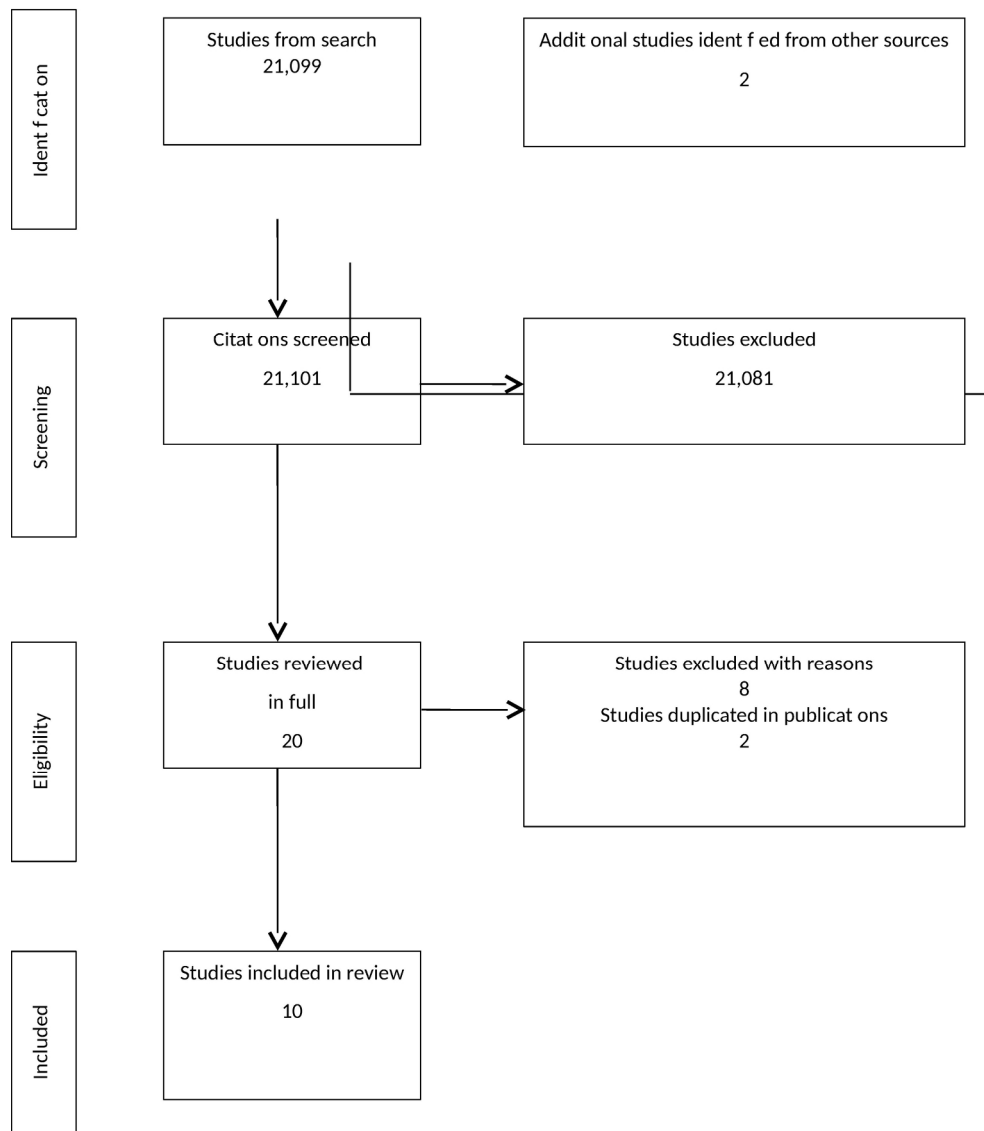 Ident f cat on
Studies from search
21,099
Addit onal studies ident f ed from other sources
2
Screening
Citat ons screened
21,101
Studies excluded
21,081
Eligibility
Studies reviewed
in full
20
Studies excluded with reasons
8
Studies duplicated in publicat ons
2
Included
Studies included in review
10